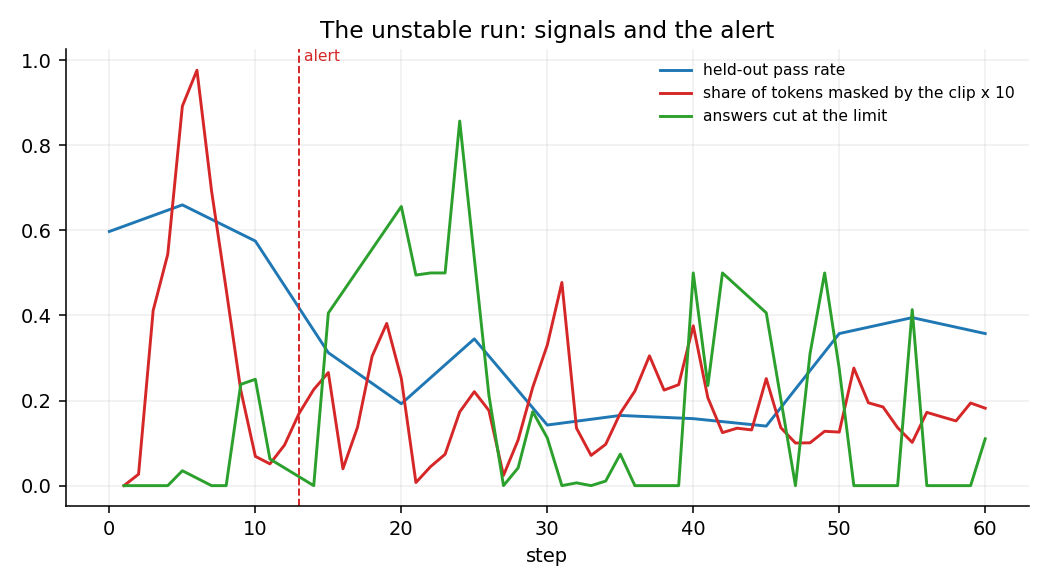 The unstable run: signals and the alert
alert
held-out pass rate
share of tokens masked by the clip x 10
answers cut at the limit
1.0
0.8
0.6
0.4
0.2
0.0
0 10 20 30 40 50 60
step